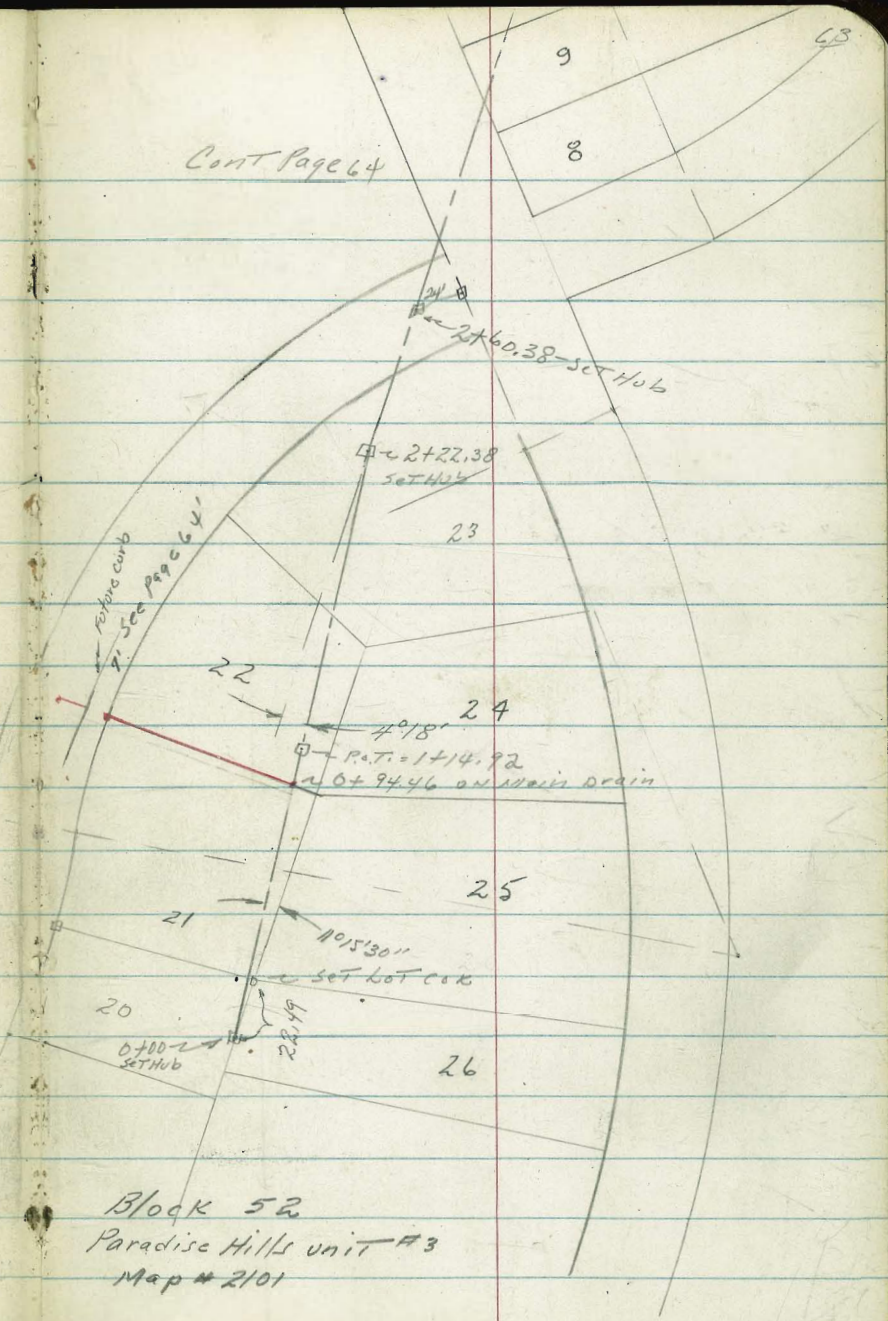 63
9
8
Cont Page 64
24'
2+60.38-Set Hub
2+22.38
Set Hub
23
Future curb
See Page 64
22
24
4°18'
P.O.T. = 1+14.92
0+94.46 on Main Drain
25
21
11°15'30"
Set Lot Cor
20
22.49
0+00
Set Hub
26
Block 52
Paradise Hills unit #3
Map # 2101